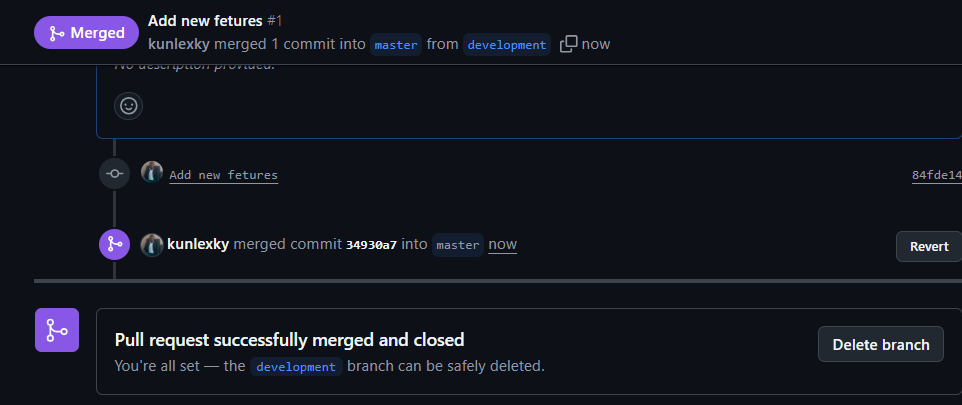 Merged
Add new fetures #1
kunlexky merged 1 commit into master from development now
No description provided.
Add new fetures 84fde14
kunlexky merged commit 34930a7 into master now
Revert
Pull request successfully merged and closed
Delete branch
You're all set — the development branch can be safely deleted.